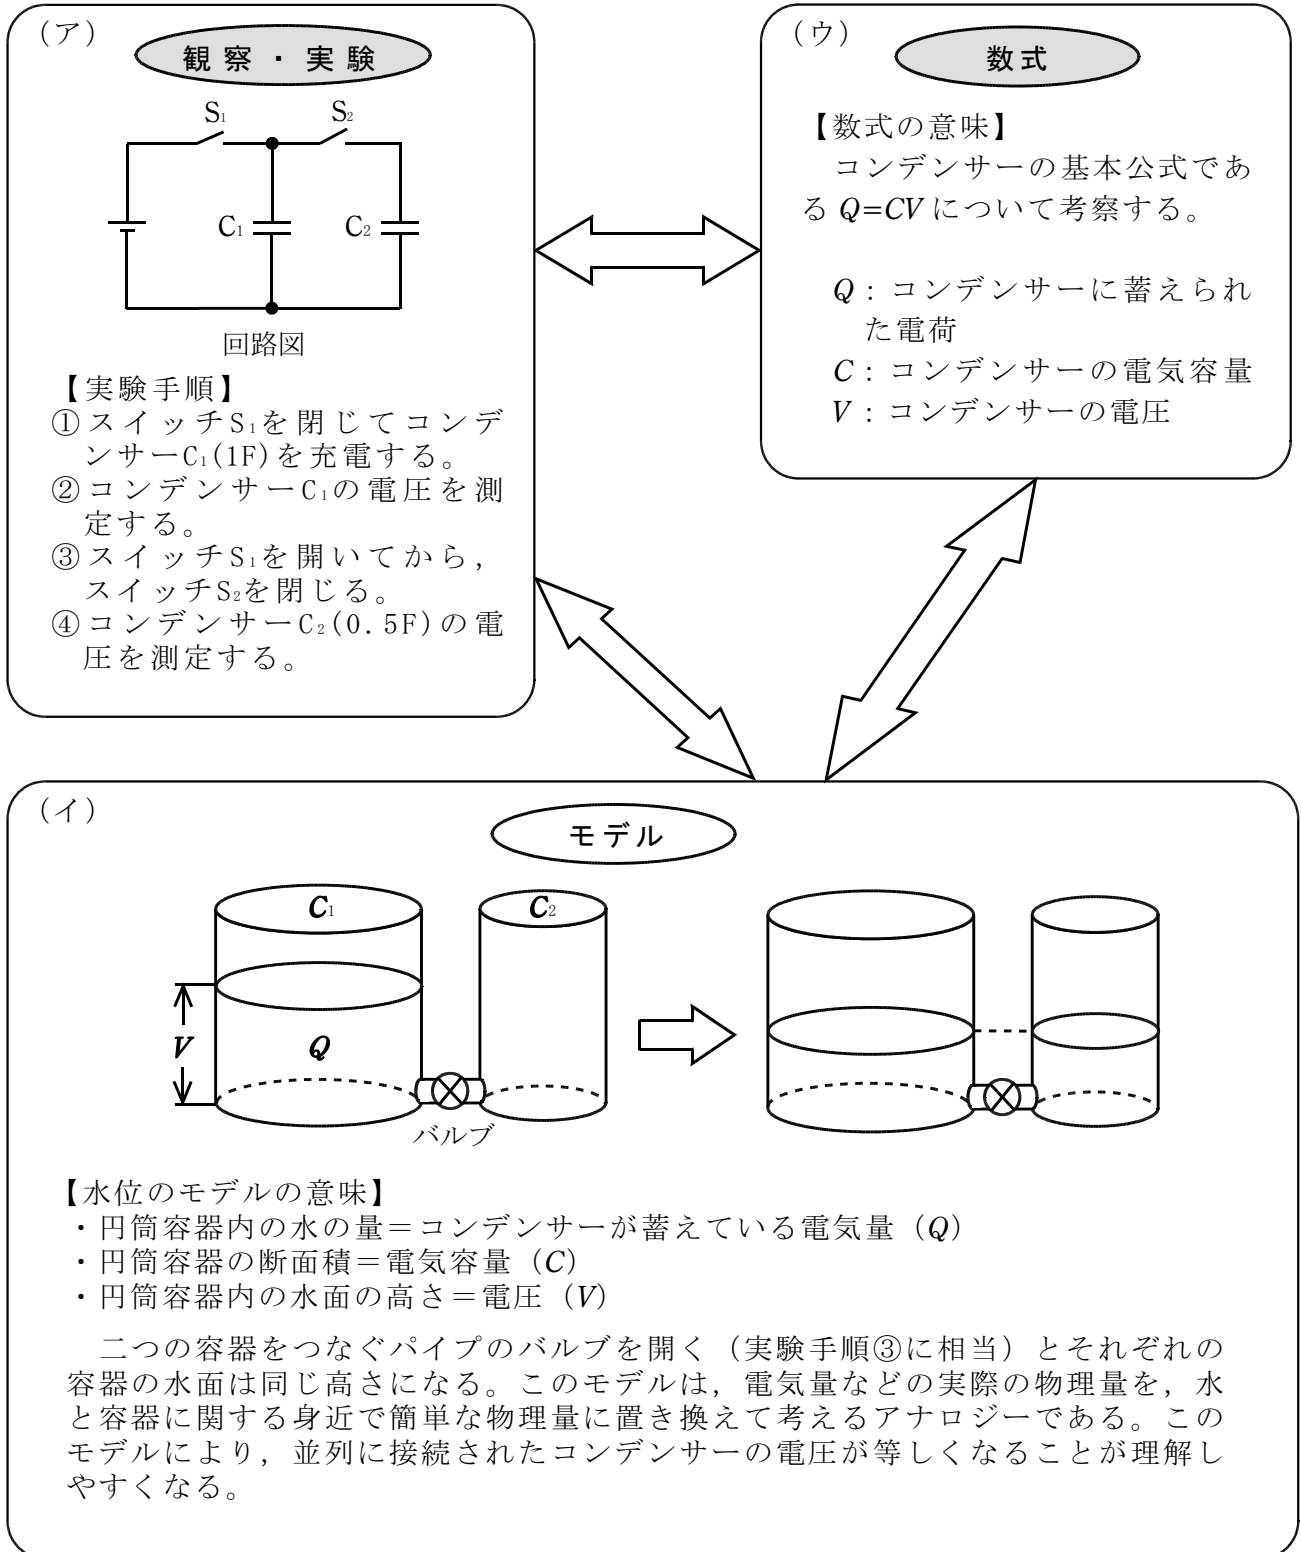 (ア)
観察・実験
S₁
S₂
C₁
C₂
回路図
【実験手順】
①スイッチS₁を閉じてコンデ
ンサーC₁(1F)を充電する。
②コンデンサーC₁の電圧を測
定する。
③スイッチS₁を開いてから，
スイッチS₂を閉じる。
④コンデンサーC₂(0.5F)の電
圧を測定する。
(ウ)
数式
【数式の意味】
コンデンサーの基本公式であ
る Q=CV について考察する。
Q：コンデンサーに蓄えられ
た電荷
C：コンデンサーの電気容量
V：コンデンサーの電圧
(イ)
モデル
C₁
C₂
V
Q
バルブ
【水位のモデルの意味】
・円筒容器内の水の量＝コンデンサーが蓄えている電気量（Q）
・円筒容器の断面積＝電気容量（C）
・円筒容器内の水面の高さ＝電圧（V）
二つの容器をつなぐパイプのバルブを開く（実験手順③に相当）とそれぞれの
容器の水面は同じ高さになる。このモデルは，電気量などの実際の物理量を，水
と容器に関する身近で簡単な物理量に置き換えて考えるアナロジーである。この
モデルにより，並列に接続されたコンデンサーの電圧が等しくなることが理解し
やすくなる。